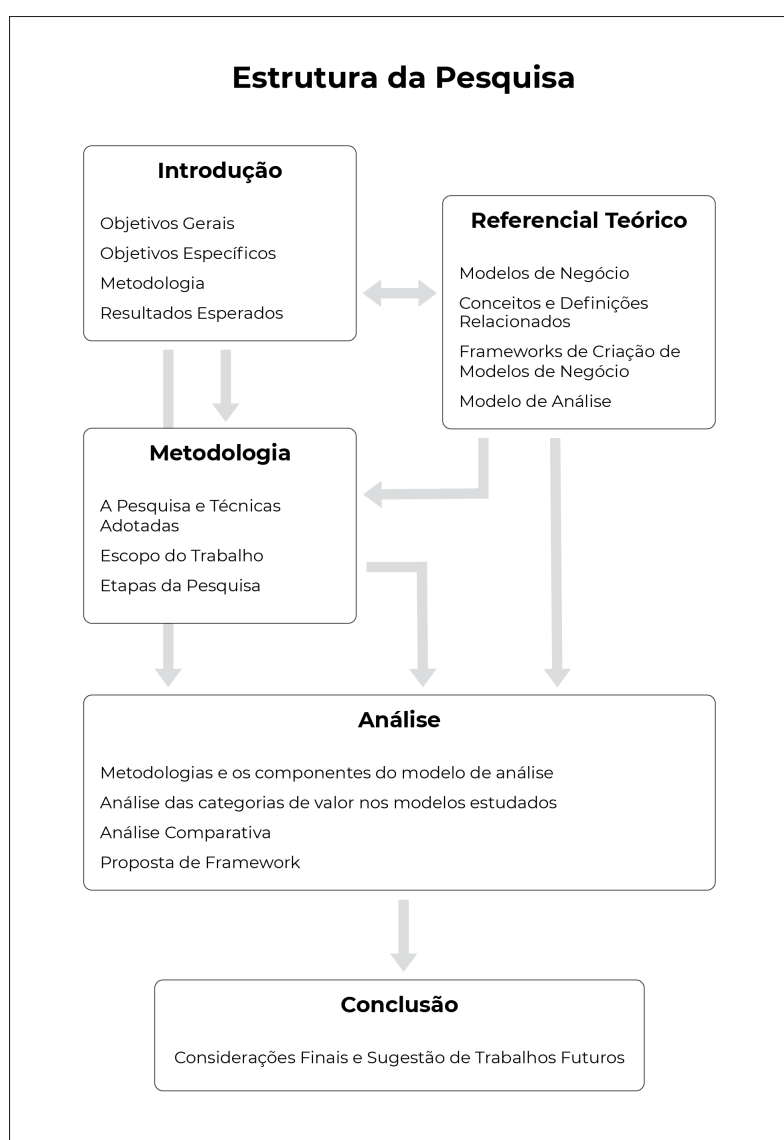 Estrutura da Pesquisa
Introdução
Objetivos Gerais
Objetivos Específicos
Metodologia
Resultados Esperados
Referencial Teórico
Modelos de Negócio
Conceitos e Definições
Relacionados
Frameworks de Criação de
Modelos de Negócio
Modelo de Análise
Metodologia
A Pesquisa e Técnicas
Adotadas
Escopo do Trabalho
Etapas da Pesquisa
Análise
Metodologias e os componentes do modelo de análise
Análise das categorias de valor nos modelos estudados
Análise Comparativa
Proposta de Framework
Conclusão
Considerações Finais e Sugestão de Trabalhos Futuros